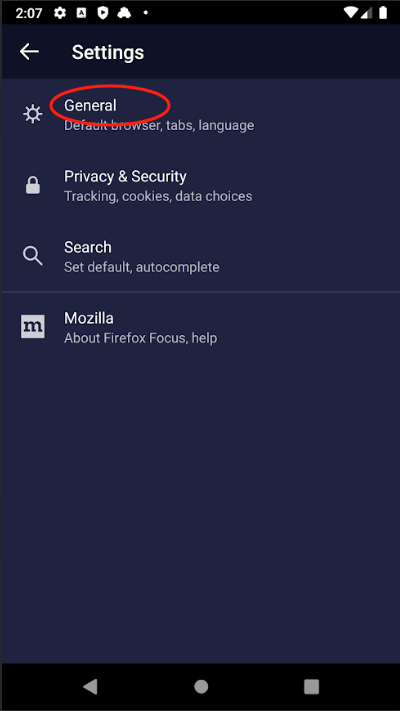 2:07
Settings
General
Default browser, tabs, language
Privacy & Security
Tracking, cookies, data choices
Search
Set default, autocomplete
m
Mozilla
About Firefox Focus, help